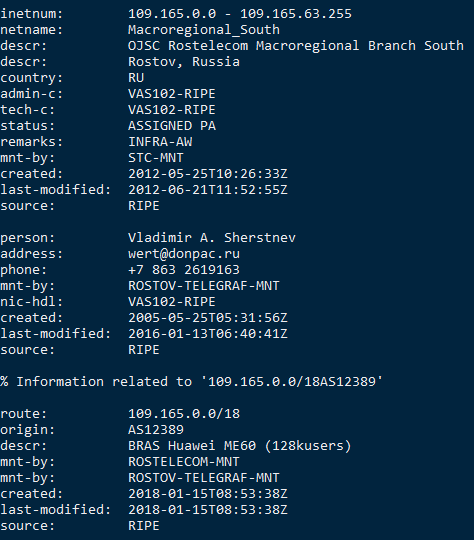 inetnum: 109.165.0.0 - 109.165.63.255
netname: Macroregional_South
descr: OJSC Rostelecom Macroregional Branch South
descr: Rostov, Russia
country: RU
admin-c: VAS102-RIPE
tech-c: VAS102-RIPE
status: ASSIGNED PA
remarks: INFRA-AW
mnt-by: STC-MNT
created: 2012-05-25T10:26:33Z
last-modified: 2012-06-21T11:52:55Z
source: RIPE
person: Vladimir A. Sherstnev
address: wert@donpac.ru
phone: +7 863 2619163
mnt-by: ROSTOV-TELEGRAF-MNT
nic-hdl: VAS102-RIPE
created: 2005-05-25T05:31:56Z
last-modified: 2016-01-13T06:40:41Z
source: RIPE
% Information related to '109.165.0.0/18AS12389'
route: 109.165.0.0/18
origin: AS12389
descr: BRAS Huawei ME60 (128kusers)
mnt-by: ROSTELECOM-MNT
mnt-by: ROSTOV-TELEGRAF-MNT
created: 2018-01-15T08:53:38Z
last-modified: 2018-01-15T08:53:38Z
source: RIPE